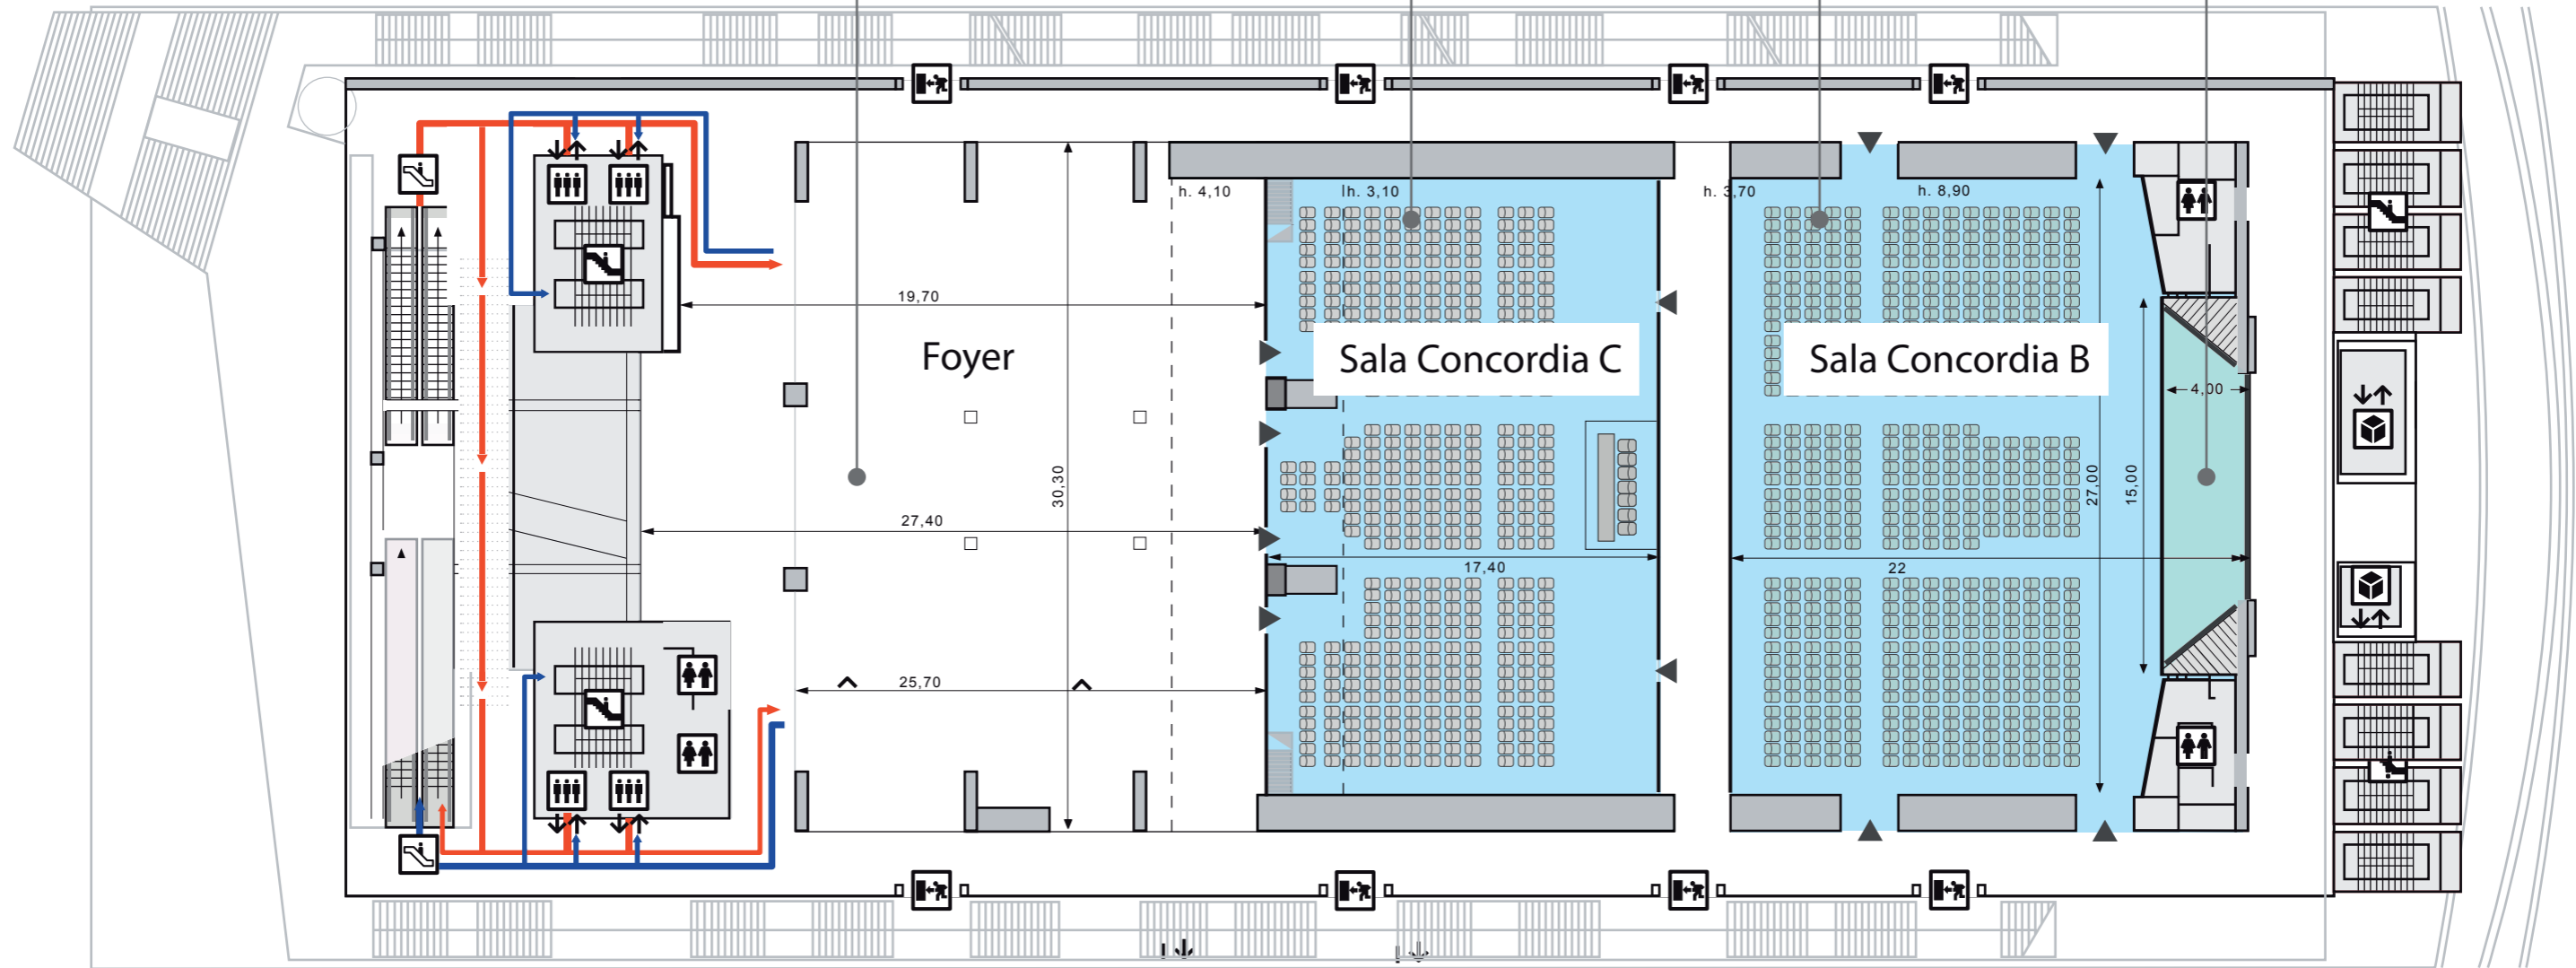 h. 4,10
h. 3,10
h. 3,70
h. 8,90
19,70
Foyer
Sala Concordia C
Sala Concordia B
4,00
30,30
27,00
15,00
27,40
17,40
22
25,70